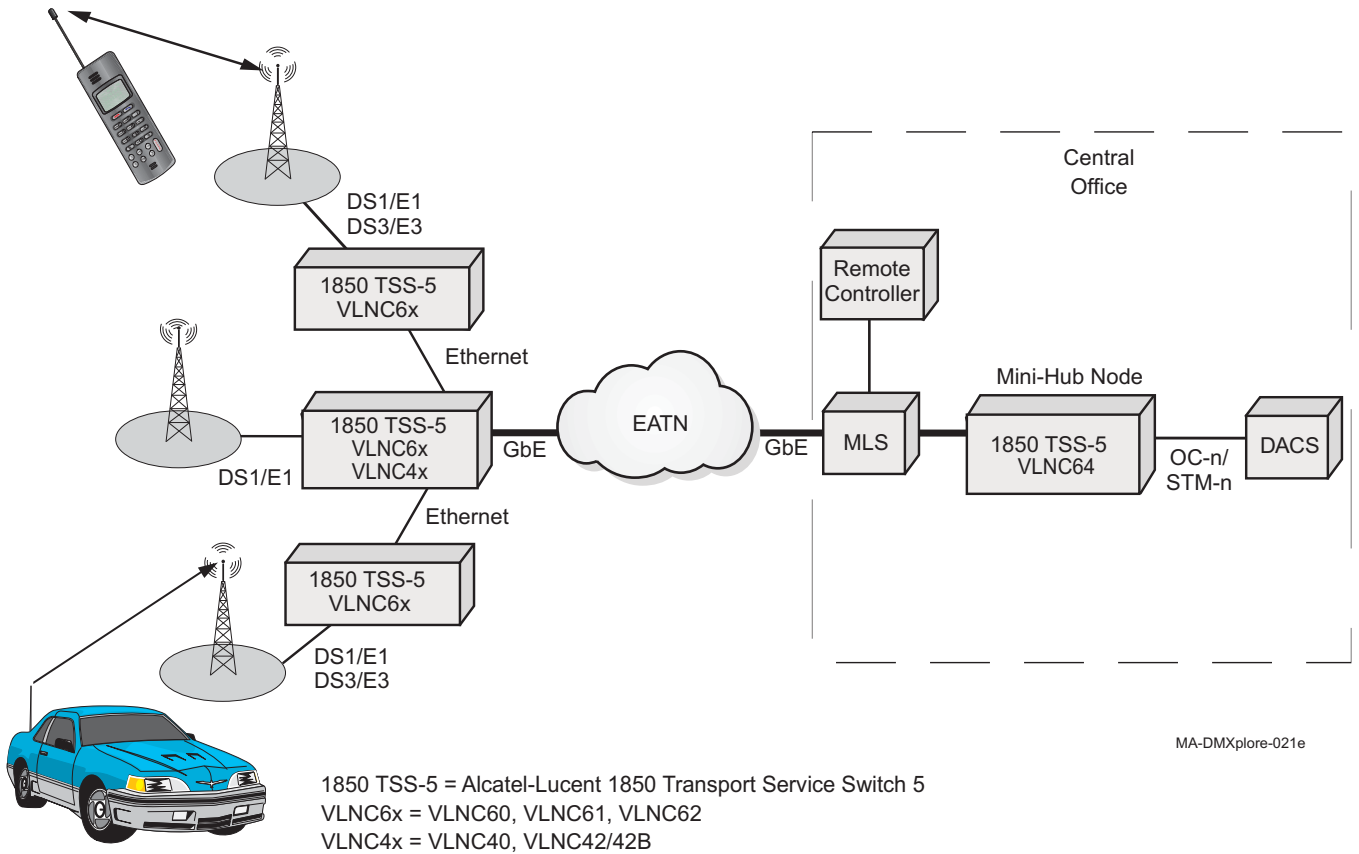 DS1/E1
DS3/E3
1850 TSS-5
VLNC6x
Ethernet
DS1/E1
1850 TSS-5
VLNC6x
VLNC4x
GbE
EATN
GbE
Ethernet
1850 TSS-5
VLNC6x
DS1/E1
DS3/E3
Central
Office
Remote
Controller
MLS
Mini-Hub Node
1850 TSS-5
VLNC64
OC-n/
STM-n
DACS
MA-DMXplore-021e
1850 TSS-5 = Alcatel-Lucent 1850 Transport Service Switch 5
VLNC6x = VLNC60, VLNC61, VLNC62
VLNC4x = VLNC40, VLNC42/42B